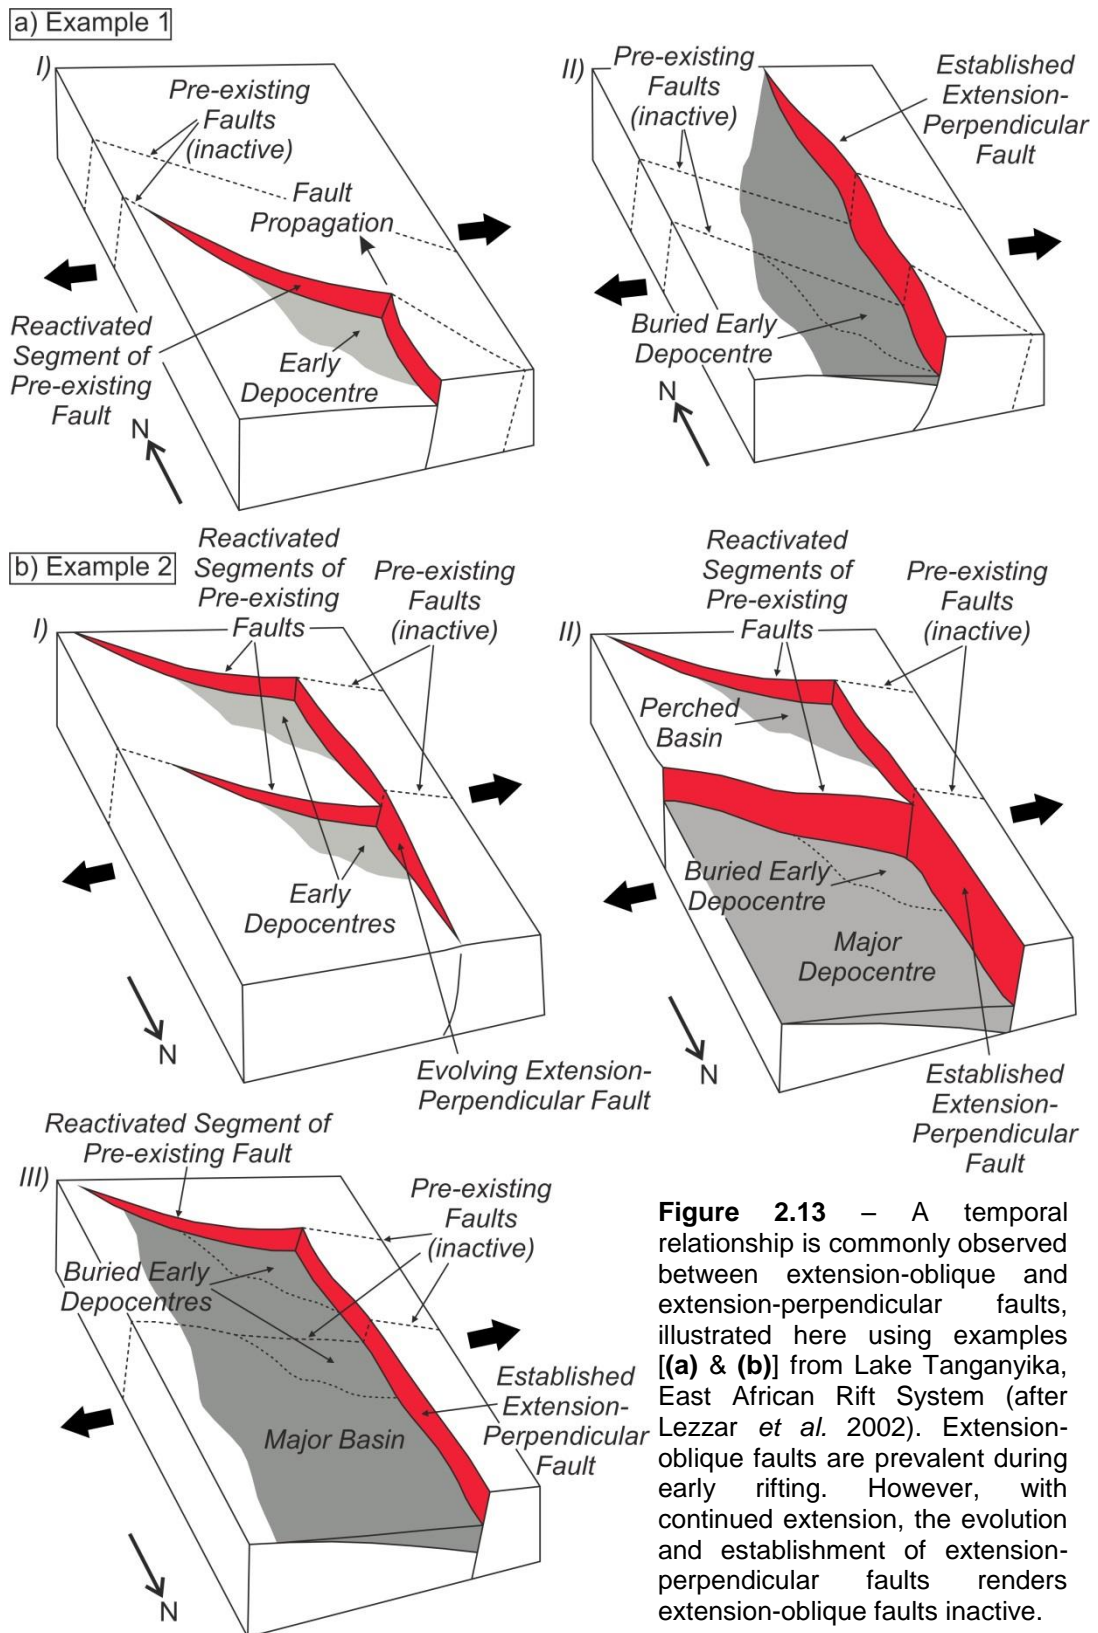 a) Example 1
I)
Pre-existing
Faults
(inactive)
Fault
Propagation
Reactivated
Segment of
Pre-existing
Fault
Early
Depocentre
N
II)
Pre-existing
Faults
(inactive)
Established
Extension-
Perpendicular
Fault
Buried Early
Depocentre
N
b) Example 2
I)
Reactivated
Segments of
Pre-existing
Faults
Pre-existing
Faults
(inactive)
Early
Depocentres
N
Evolving Extension-
Perpendicular Fault
II)
Reactivated
Segments of
Pre-existing
Faults
Pre-existing
Faults
(inactive)
Perched
Basin
Buried Early
Depocentre
Major
Depocentre
N
Established
Extension-
Perpendicular
Fault
III)
Reactivated Segment of
Pre-existing Fault
Pre-existing
Faults
(inactive)
Buried Early
Depocentres
Established
Extension-
Perpendicular
Fault
Major Basin
N
Figure 2.13 – A temporal
relationship is commonly observed
between extension-oblique and
extension-perpendicular faults,
illustrated here using examples
[(a) & (b)] from Lake Tanganyika,
East African Rift System (after
Lezzar et al. 2002). Extension-
oblique faults are prevalent during
early rifting. However, with
continued extension, the evolution
and establishment of extension-
perpendicular faults renders
extension-oblique faults inactive.